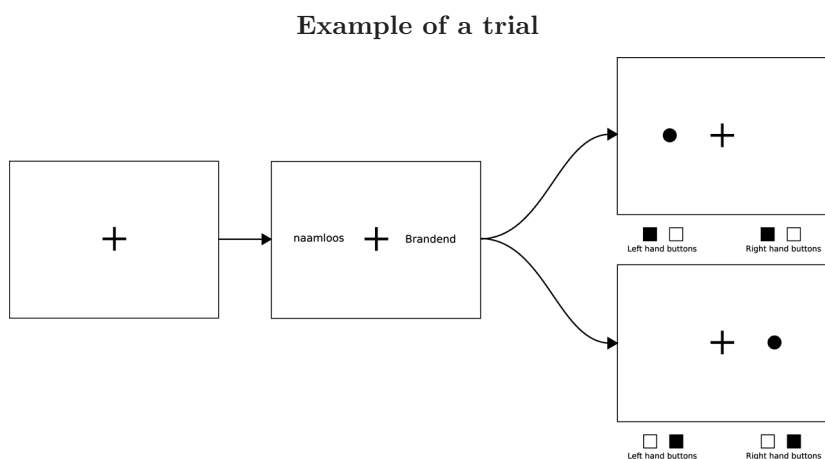 Example of a trial
naamloos
Brandend
Left hand buttons
Right hand buttons
Left hand buttons
Right hand buttons